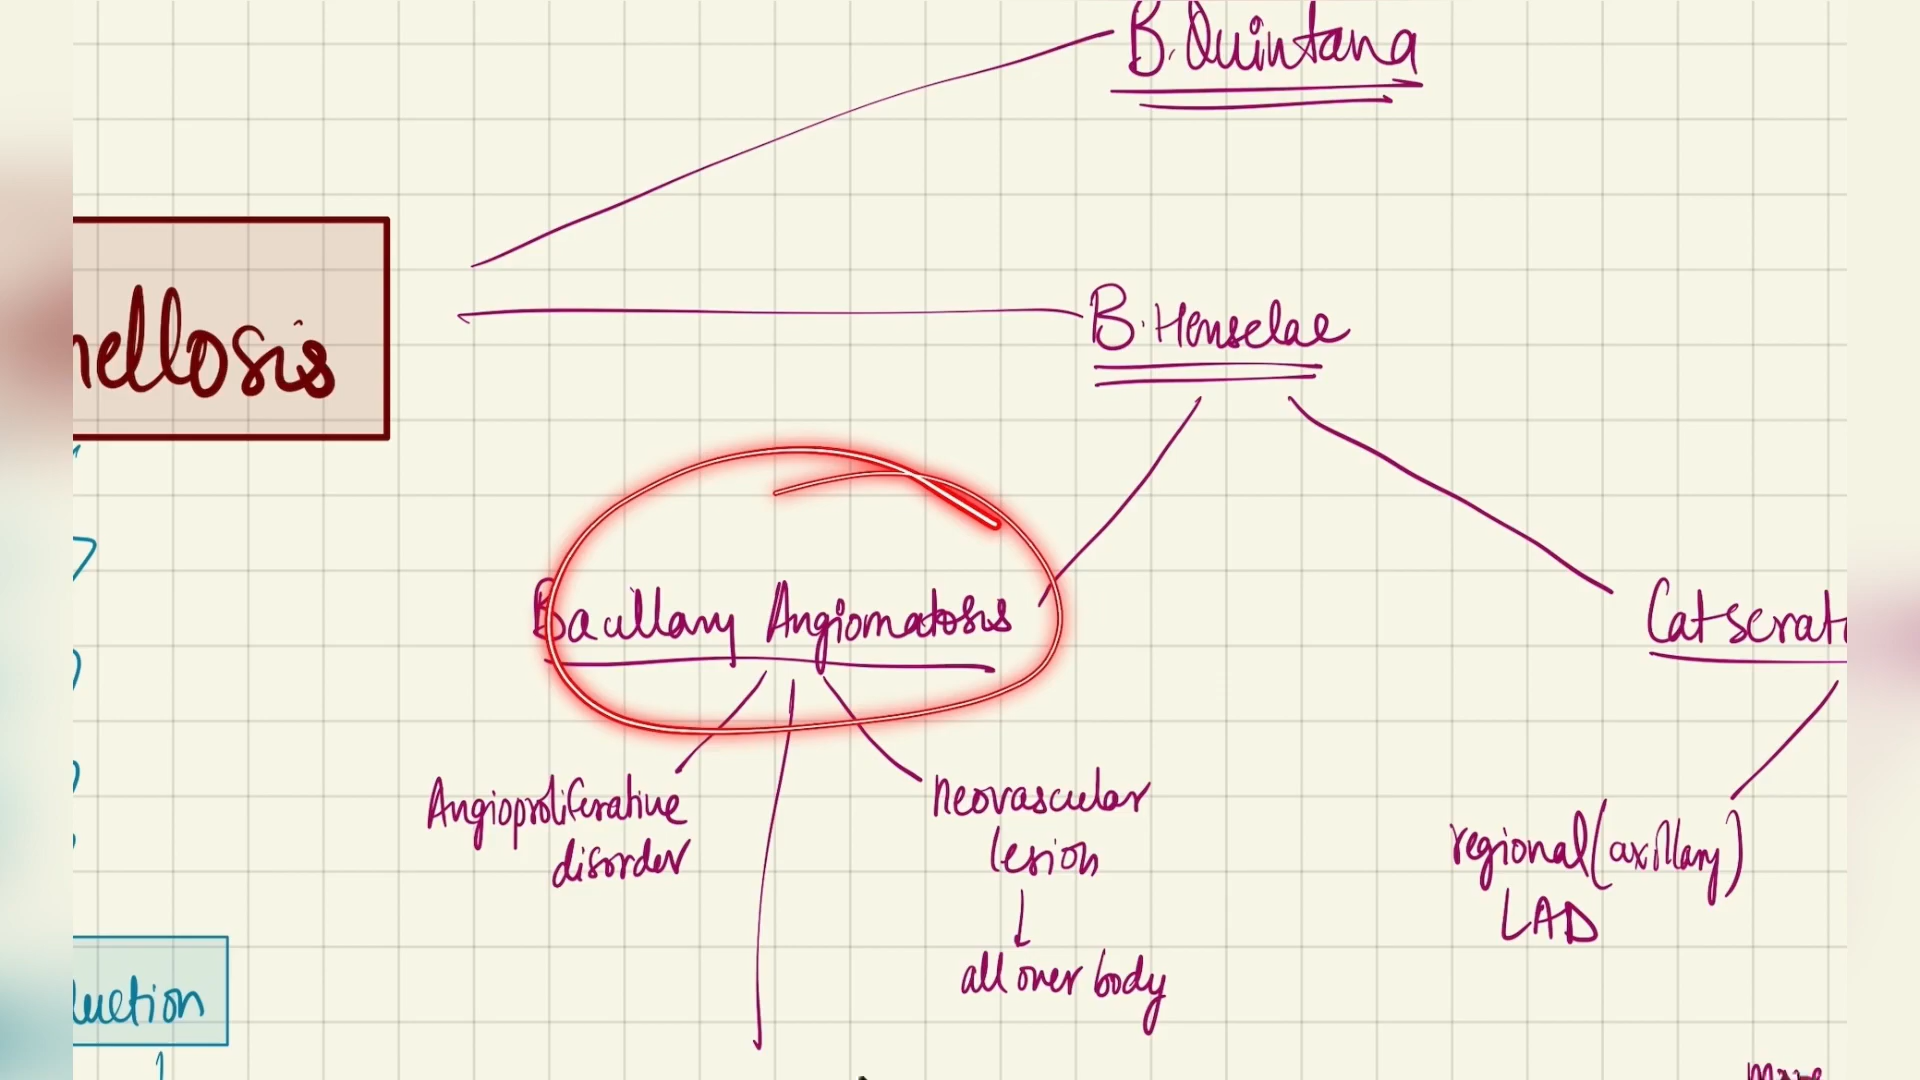 B. Quintana
nellosis
B. Henselae
Bacillary Angiomatosis
Catscrat
Angioproliferative
disorder
neovascular
lesion
all over body
regional (axillary)
LAD
uction